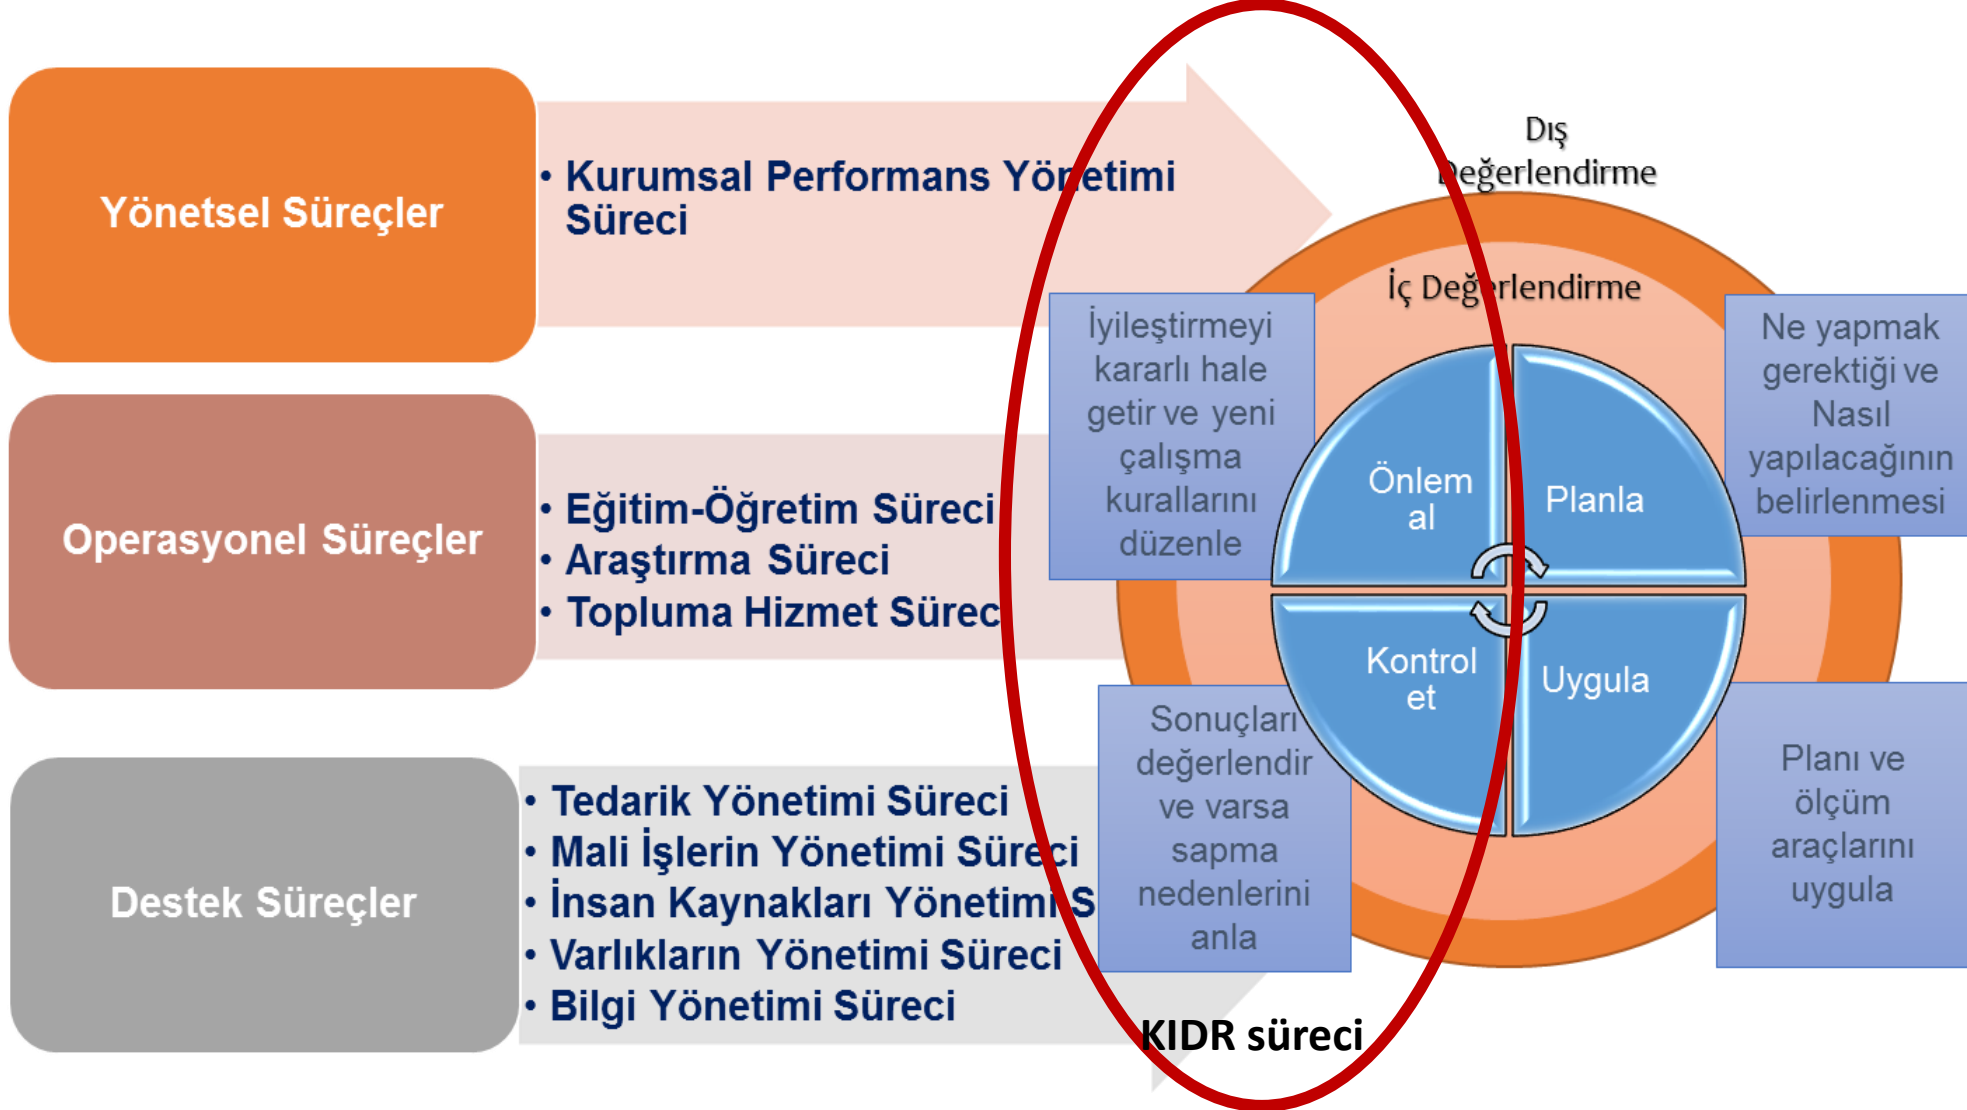 Yönetsel Süreçler
• Kurumsal Performans Yönetimi
Süreci
Operasyonel Süreçler
• Eğitim-Öğretim Süreci
• Araştırma Süreci
• Topluma Hizmet Sürec
Destek Süreçler
• Tedarik Yönetimi Süreci
• Mali İşlerin Yönetimi Süreci
• İnsan Kaynakları Yönetimi S
• Varlıkların Yönetimi Süreci
• Bilgi Yönetimi Süreci
Dış
Değerlendirme
İç Değerlendirme
İyileştirmeyi
kararlı hale
getir ve yeni
çalışma
kurallarını
düzenle
Ne yapmak
gerektiği ve
Nasıl
yapılacağının
belirlenmesi
Önlem
al
Planla
Kontrol
et
Uygula
Sonuçları
değerlendir
ve varsa
sapma
nedenlerini
anla
Planı ve
ölçüm
araçlarını
uygula
KIDR süreci